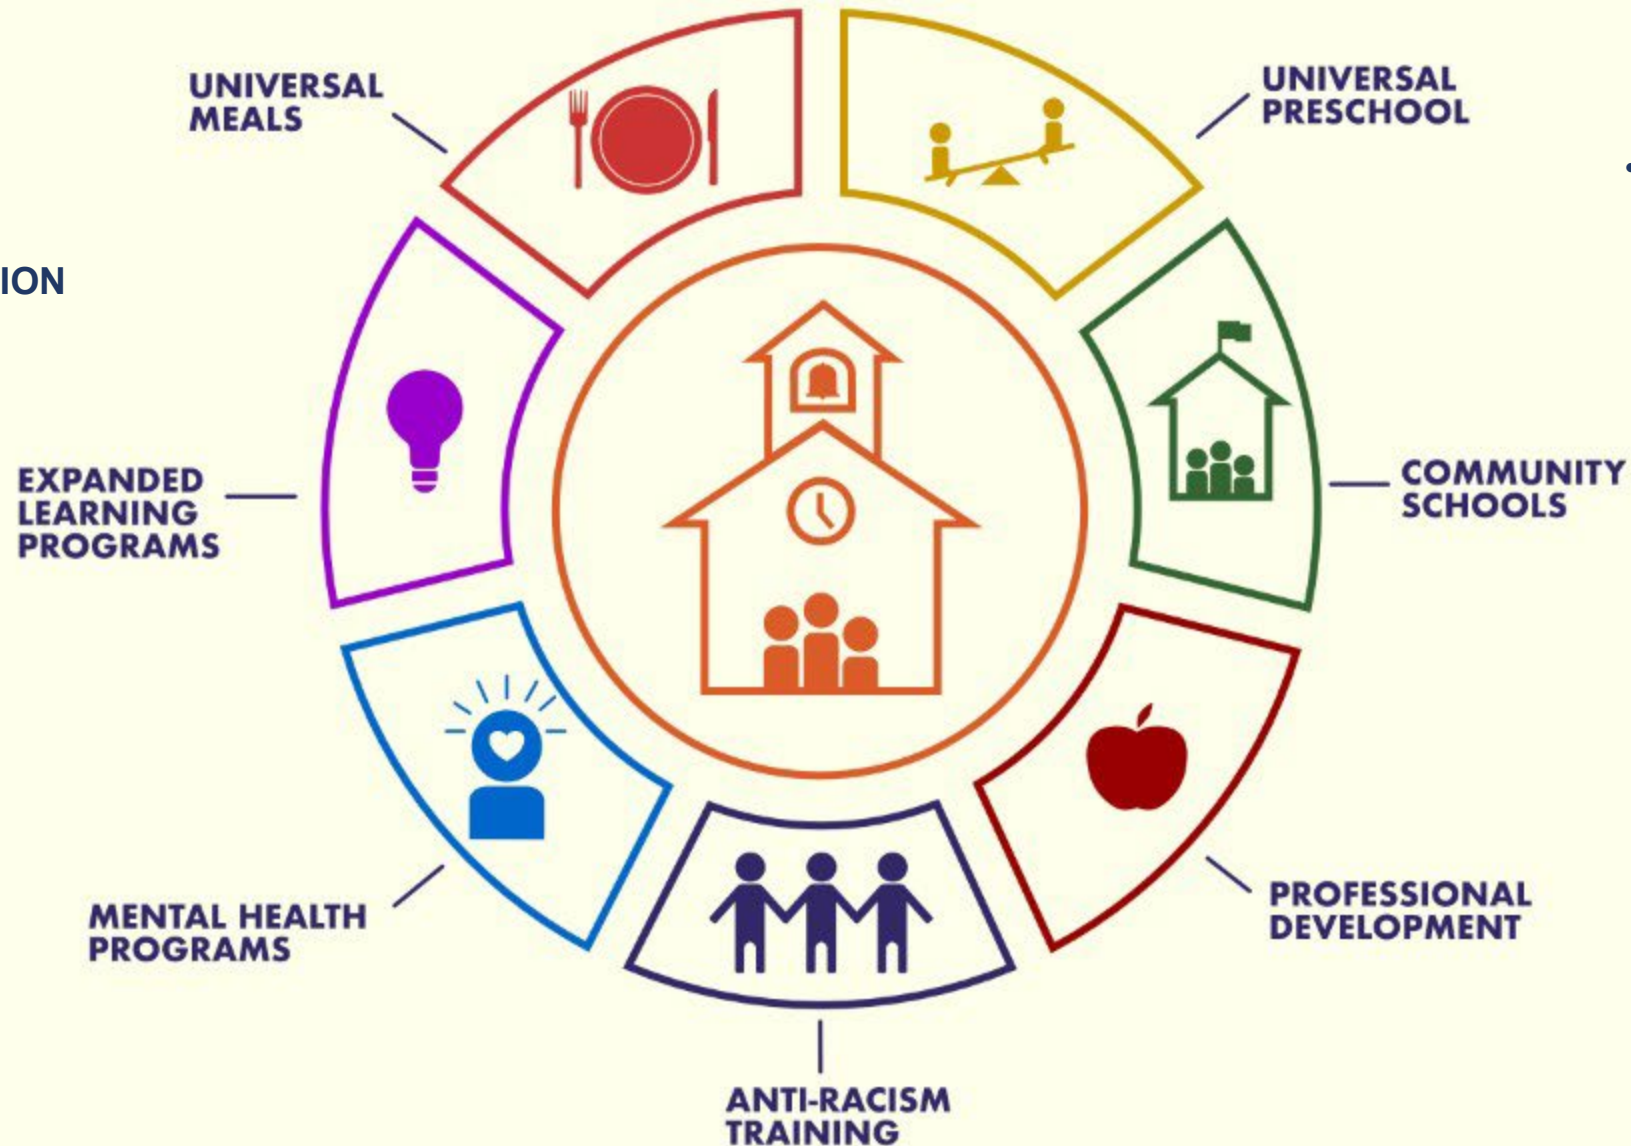 UNIVERSAL
MEALS
UNIVERSAL
PRESCHOOL
ION
EXPANDED
LEARNING
PROGRAMS
COMMUNITY
SCHOOLS
MENTAL HEALTH
PROGRAMS
PROFESSIONAL
DEVELOPMENT
ANTI-RACISM
TRAINING